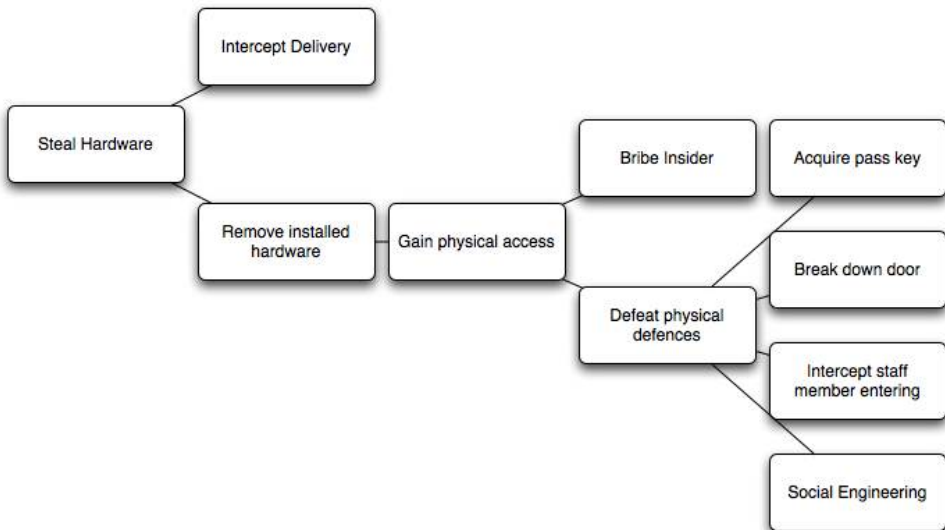 Intercept Delivery
Steal Hardware
Bribe Insider
Acquire pass key
Remove installed
hardware
Gain physical access
Break down door
Defeat physical
defences
Intercept staff
member entering
Social Engineering